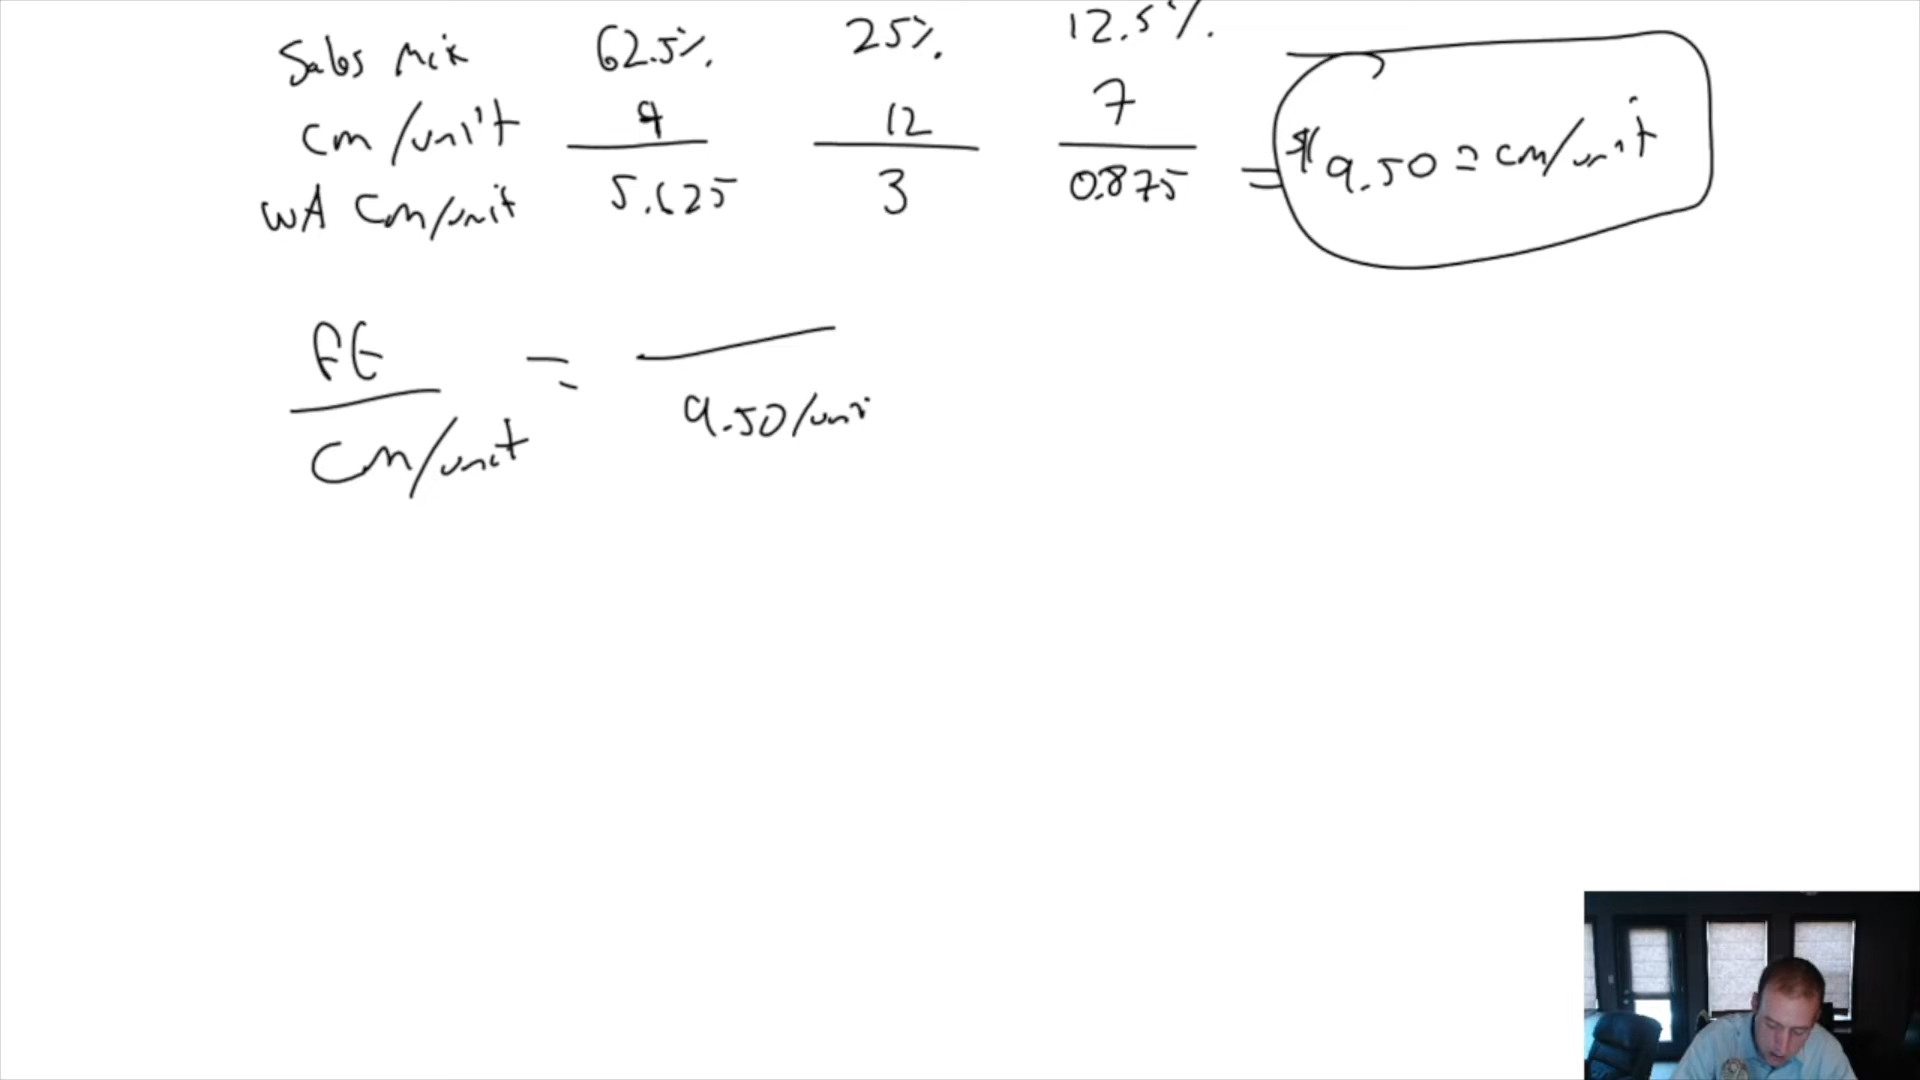 Sales Mix 62.5% 25% 12.5%
cm/unit 9 12 7
WA cm/unit 5.625 3 0.875 = $9.50 = cm/unit
FE = 
cm/unit 9.50/uni